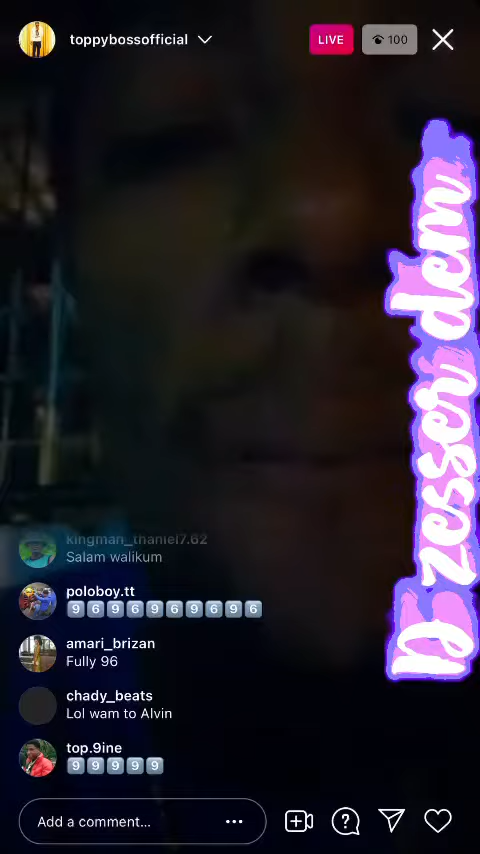 toppybossofficial
LIVE
100
D zesser dem
kingman_thaniel7.62
Salam walikum
poloboy.tt
9️⃣6️⃣9️⃣6️⃣9️⃣6️⃣9️⃣6️⃣9️⃣6️⃣
amari_brizan
Fully 96
chady_beats
Lol wam to Alvin
top.9ine
9️⃣9️⃣9️⃣9️⃣9️⃣
Add a comment...